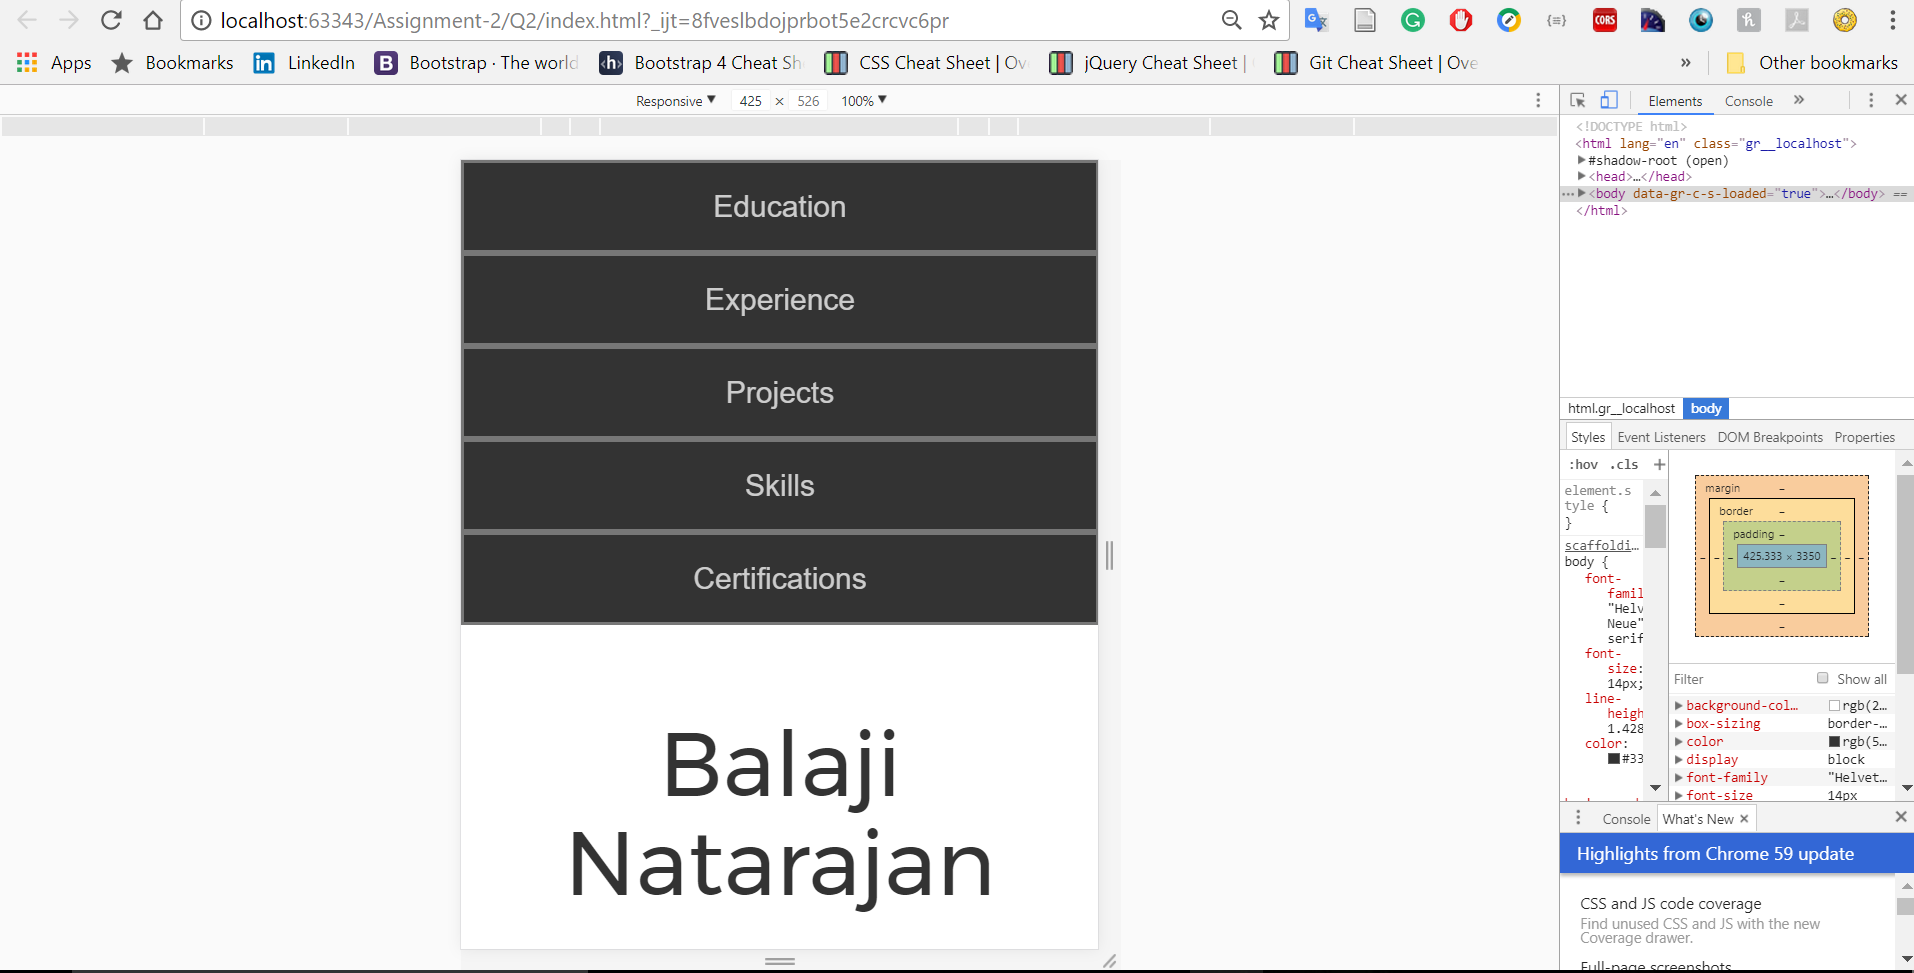 localhost:63343/Assignment-2/Q2/index.html?_ijt=8fveslbdojprbot5e2crcvc6pr
Apps Bookmarks LinkedIn Bootstrap · The world Bootstrap 4 Cheat Sh CSS Cheat Sheet | Ov jQuery Cheat Sheet | Git Cheat Sheet | Ove » Other bookmarks
Responsive ▼ 425 × 526 100% ▼
Education
Experience
Projects
Skills
Certifications
Balaji
Natarajan
Elements Console »
<!DOCTYPE html>
<html lang="en" class="gr__localhost">
▶#shadow-root (open)
▶<head>…</head>
…▶<body data-gr-c-s-loaded="true">…</body> ==
</html>
html.gr__localhost body
Styles Event Listeners DOM Breakpoints Properties
:hov .cls +
element.s
tyle {
}
scaffoldi…
body {
font-
famil
"Helv
Neue"
serif
font-
size:
14px;
line-
heigh
1.428
color:
#33
margin –
border –
padding –
– – – 425.333 × 3350 – – –
–
–
–
Filter Show all
▶background-col… rgb(2…
▶box-sizing border-…
▶color rgb(5…
▶display block
▶font-family "Helvet…
▶font-size 14px
Console What's New ×
Highlights from Chrome 59 update
CSS and JS code coverage
Find unused CSS and JS with the new
Coverage drawer.
Full-page screenshots